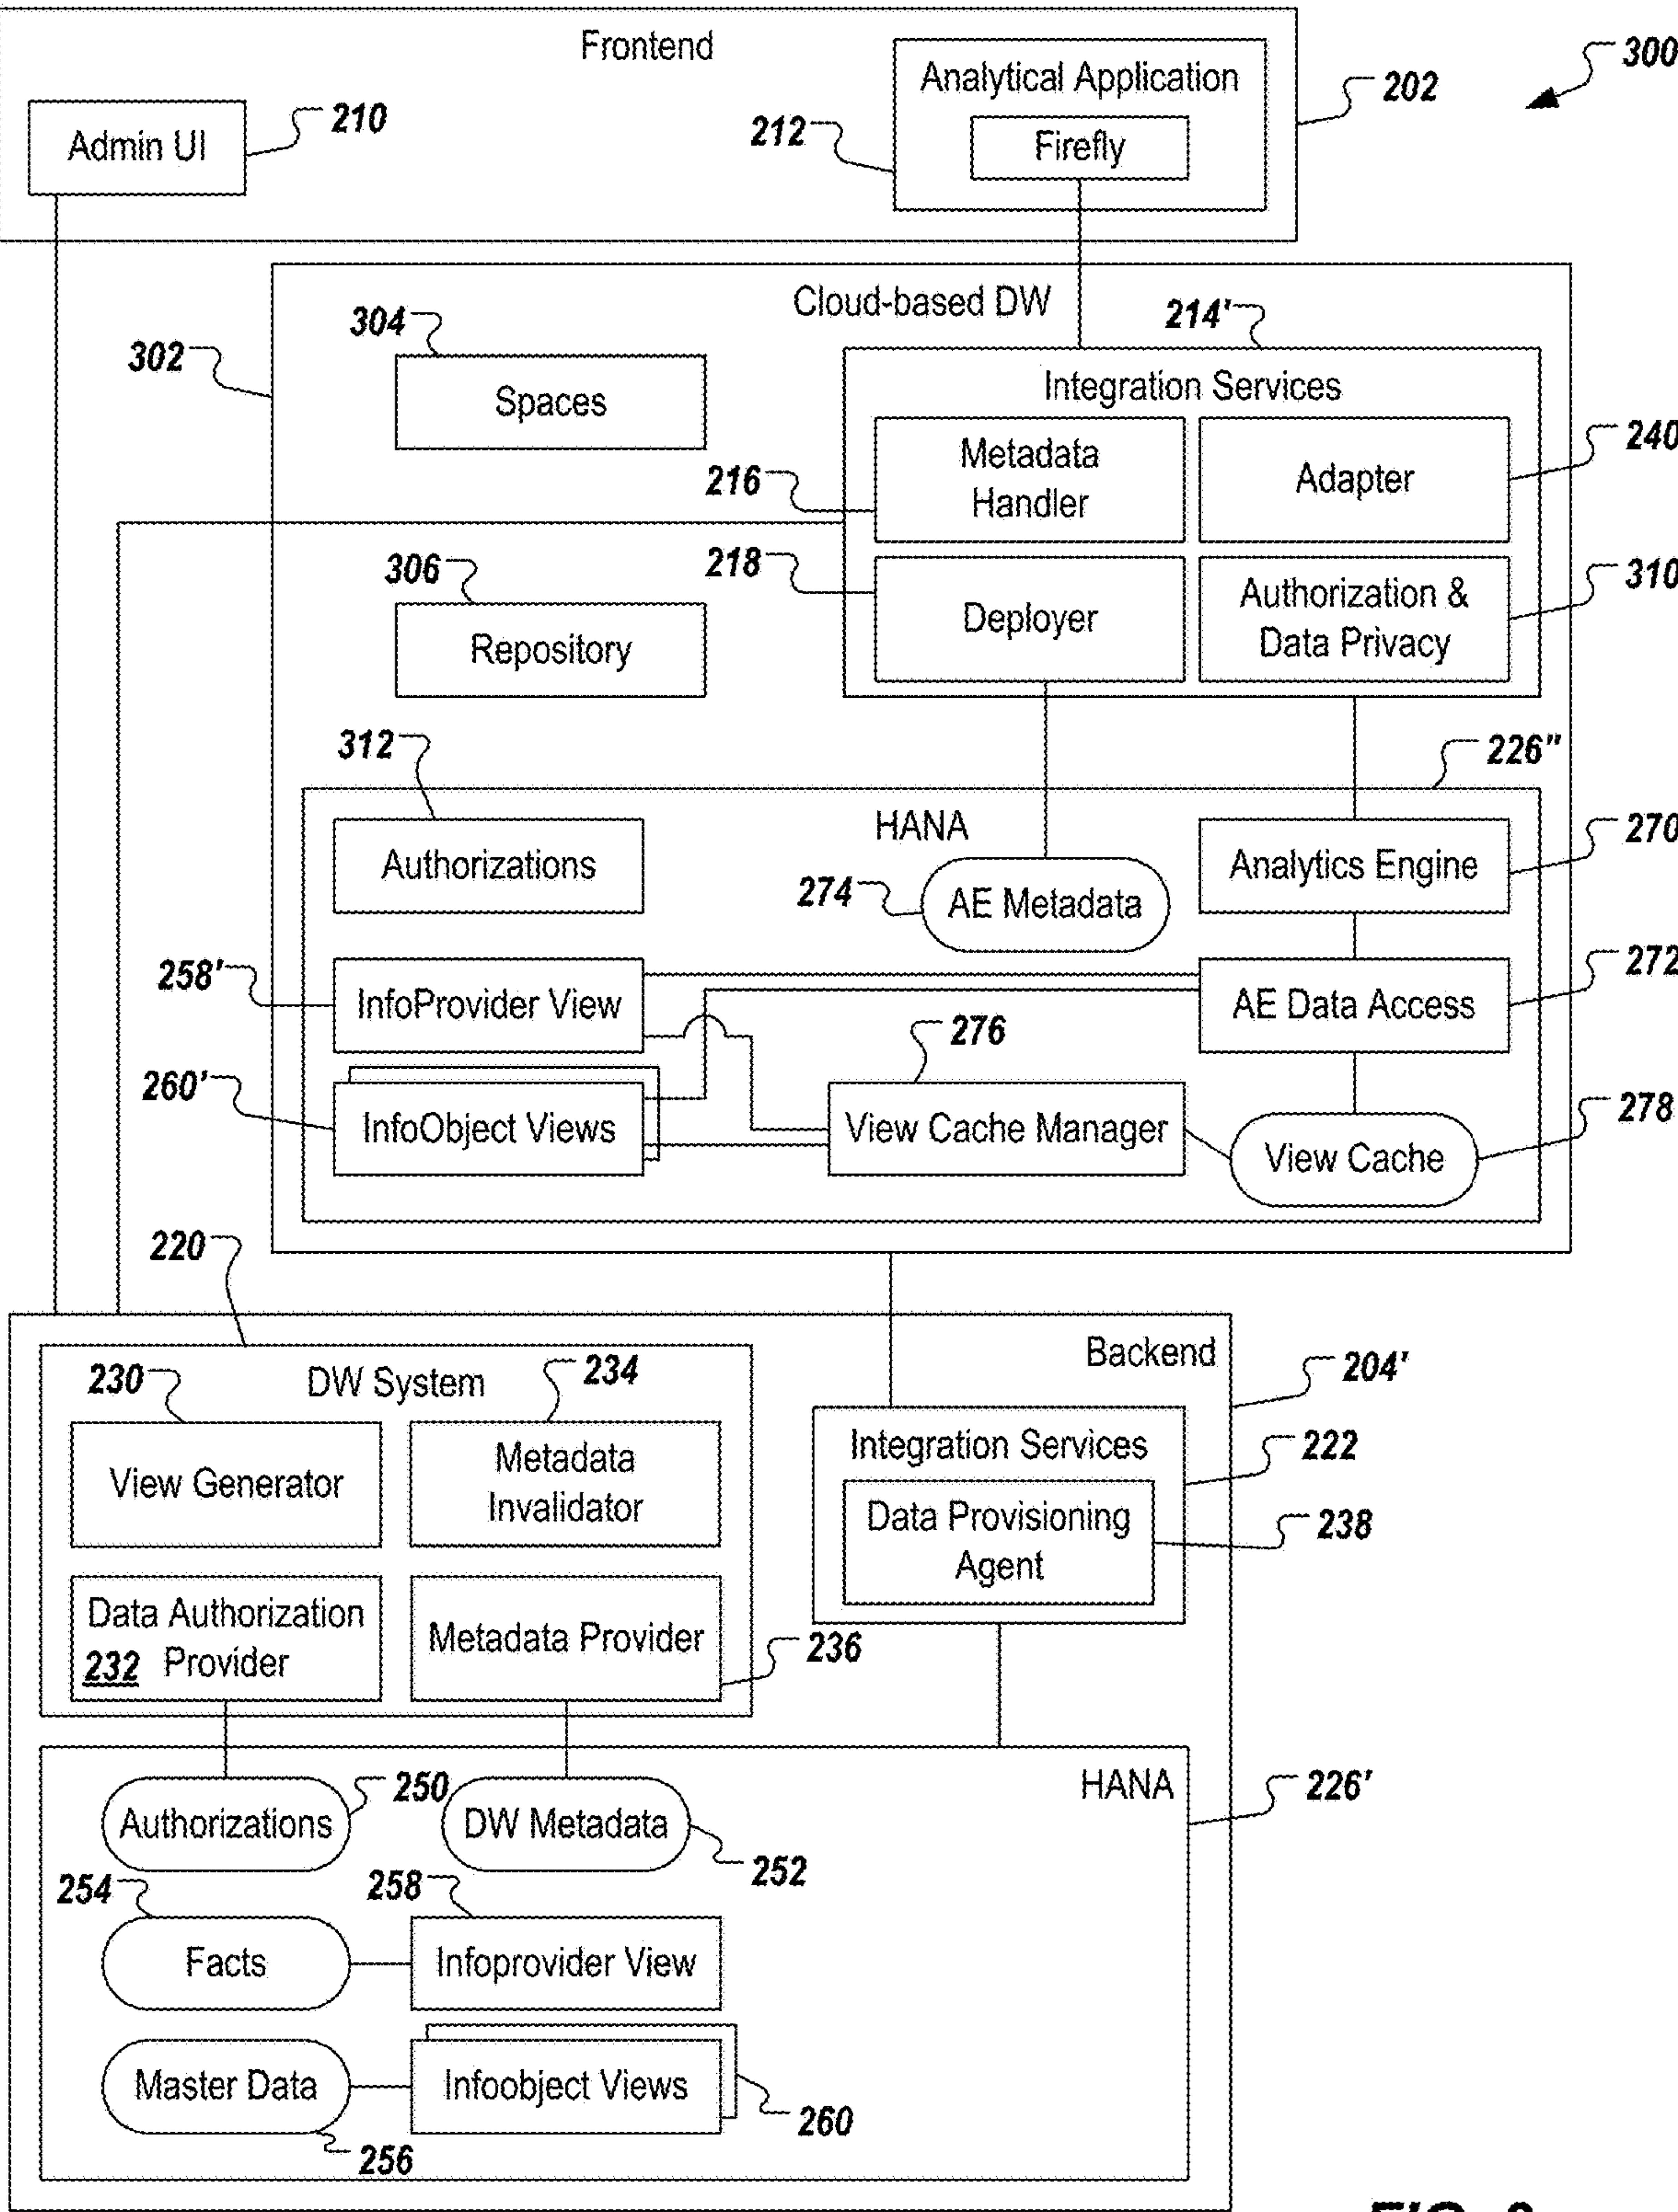 Frontend
Analytical Application
Firefly
Admin UI
210
212
202
300
Cloud-based DW
304
302
214'
Spaces
Integration Services
Metadata
Handler
216
Adapter
240
306
Repository
218
Deployer
Authorization &
Data Privacy
310
312
226"
HANA
Authorizations
274
AE Metadata
Analytics Engine
270
258'
InfoProvider View
AE Data Access
272
276
260'
InfoObject Views
View Cache Manager
View Cache
278
220
Backend
204'
DW System
230
234
View Generator
Metadata
Invalidator
Integration Services
222
Data Provisioning
Agent
238
Data Authorization
232 Provider
Metadata Provider
236
HANA
226'
Authorizations
250
DW Metadata
252
254
258
Facts
Infoprovider View
Master Data
256
Infoobject Views
260